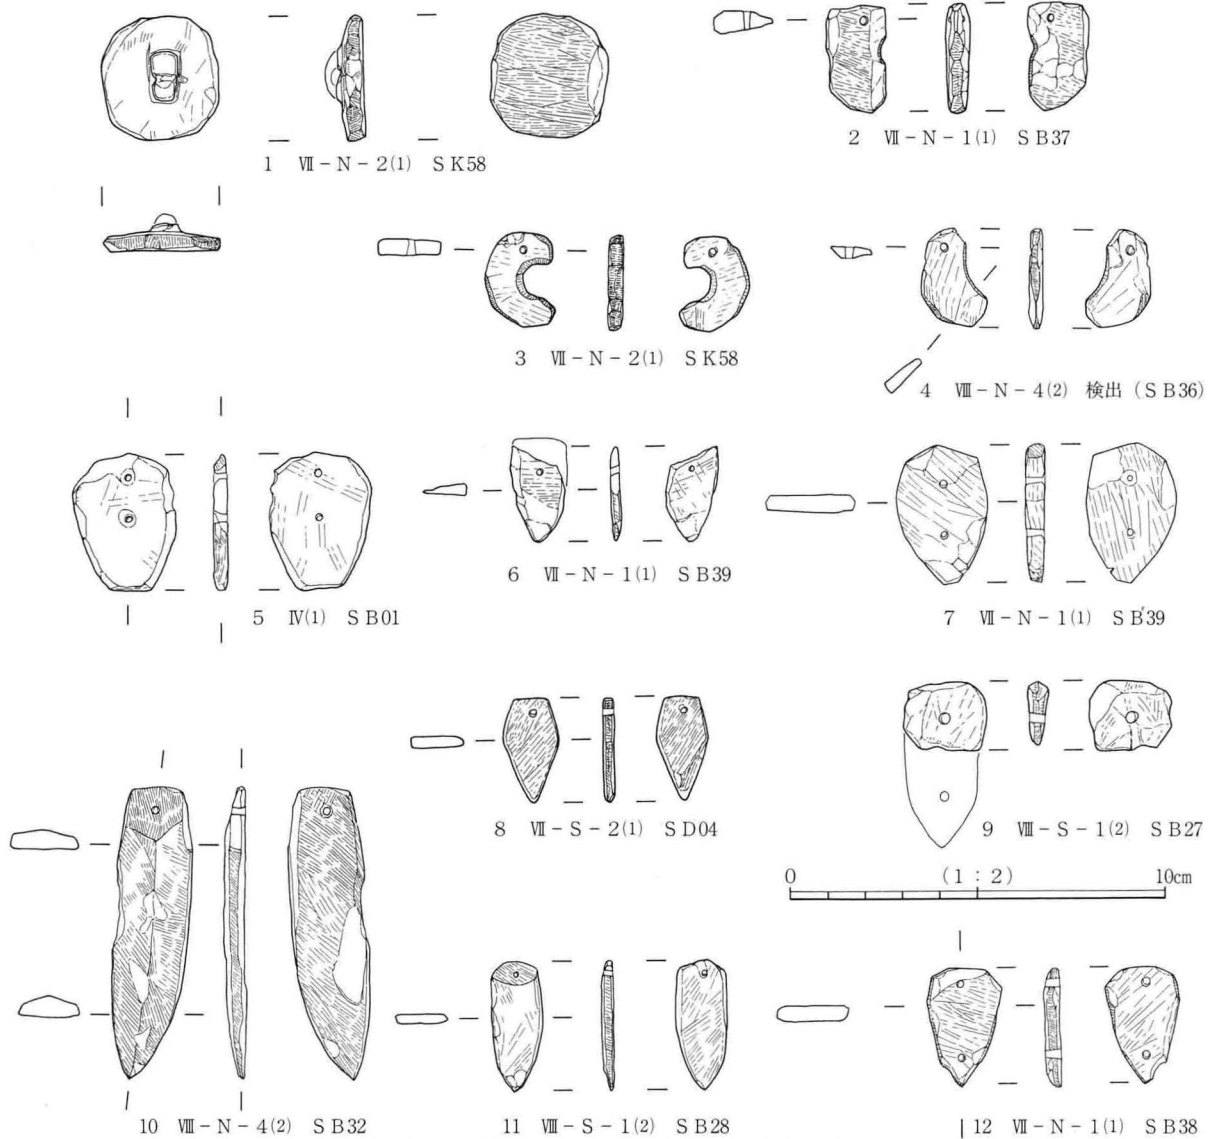 1 Ⅶ-N-2(1) SK58
2 Ⅶ-N-1(1) SB37
3 Ⅶ-N-2(1) SK58
4 Ⅷ-N-4(2) 検出(SB36)
5 Ⅳ(1) SB01
6 Ⅶ-N-1(1) SB39
7 Ⅶ-N-1(1) SB39
8 Ⅶ-S-2(1) SD04
9 Ⅷ-S-1(2) SB27
0 (1:2) 10cm
10 Ⅷ-N-4(2) SB32
11 Ⅷ-S-1(2) SB28
12 Ⅶ-N-1(1) SB38